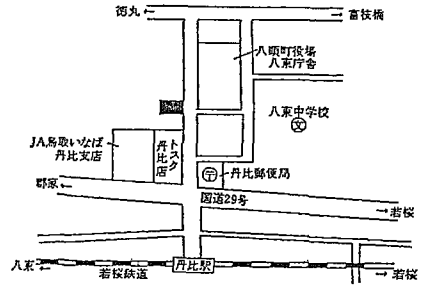 徳丸←
→富枝橋
八頭町役場
八東庁舎
八東中学校
文
JA鳥取いなば
丹比支店
トスク
丹比店
〒
丹比郵便局
郡家←
国道29号
→若桜
八東←
若桜鉄道
丹比駅
→若桜